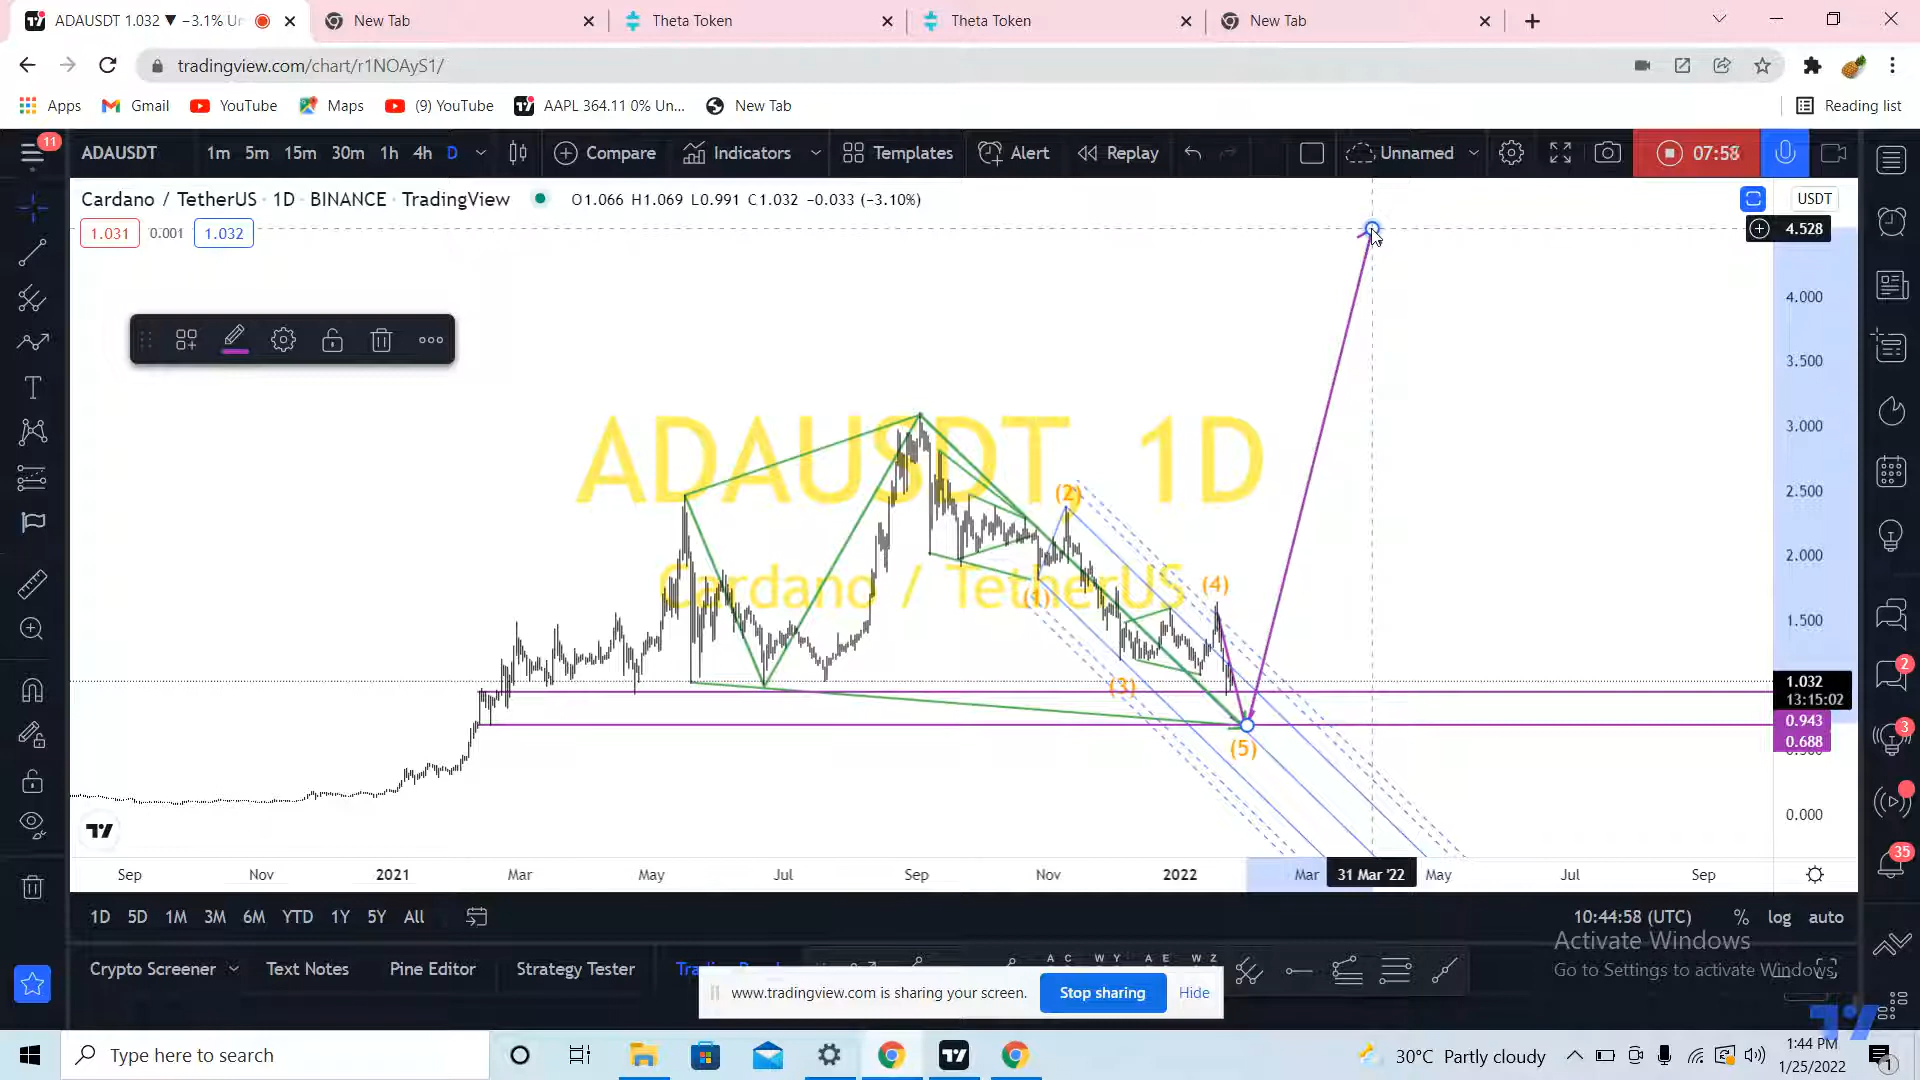 ADAUSDT 1.032 ▼ −3.1% Un
New Tab
Theta Token
Theta Token
New Tab
tradingview.com/chart/r1NOAyS1/
Apps
Gmail
YouTube
Maps
(9) YouTube
AAPL 364.11 0% Un...
New Tab
Reading list
11
ADAUSDT
1m
5m
15m
30m
1h
4h
D
Compare
Indicators
Templates
Alert
Replay
Unnamed
07:58
Cardano / TetherUS · 1D · BINANCE · TradingView
O1.066 H1.069 L0.991 C1.032 −0.033 (−3.10%)
USDT
1.031
0.001
1.032
4.528
4.000
3.500
3.000
2.500
2.000
1.500
1.032
13:15:02
0.943
0.688
0.000
ADAUSDT 1D
Cardano / TetherUS
(1)
(2)
(3)
(4)
(5)
Sep
Nov
2021
Mar
May
Jul
Sep
Nov
2022
Mar
31 Mar '22
May
Jul
Sep
1D
5D
1M
3M
6M
YTD
1Y
5Y
All
10:44:58 (UTC)
%
log
auto
Activate Windows
Go to Settings to activate Windows.
Crypto Screener
Text Notes
Pine Editor
Strategy Tester
A C
W Y
A E
W Z
www.tradingview.com is sharing your screen.
Stop sharing
Hide
2
3
35
Type here to search
30°C Partly cloudy
1:44 PM
1/25/2022
1